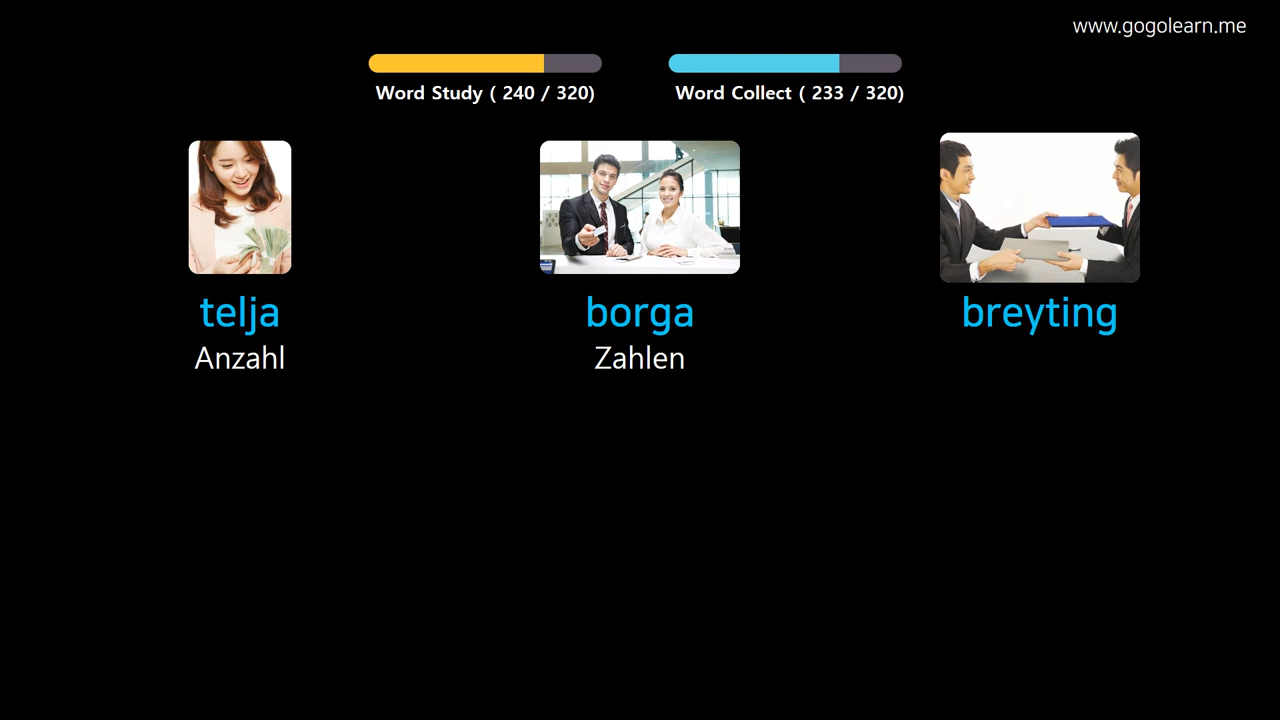 www.gogolearn.me
Word Study ( 240 / 320)
Word Collect ( 233 / 320)
telja
borga
breyting
Anzahl
Zahlen